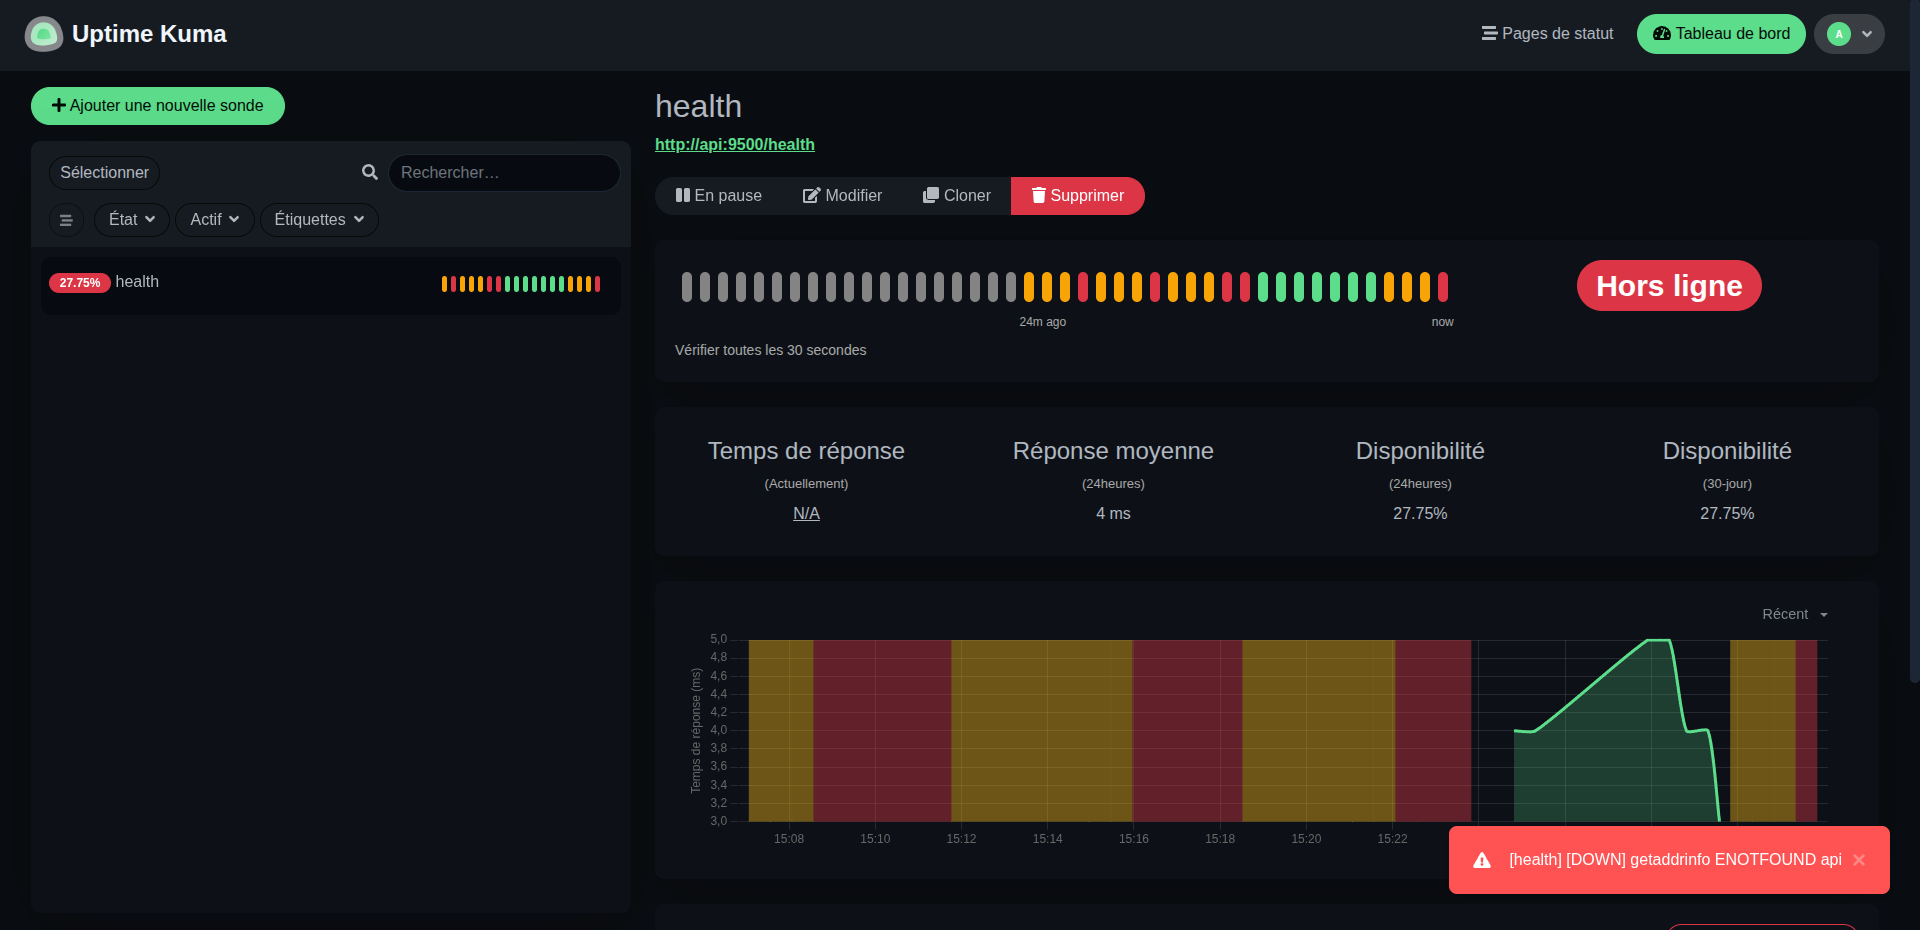 Uptime Kuma
Pages de statut
Tableau de bord
A
Ajouter une nouvelle sonde
Sélectionner
Rechercher…
État
Actif
Étiquettes
27.75%
health
health
http://api:9500/health
En pause
Modifier
Cloner
Supprimer
24m ago
now
Vérifier toutes les 30 secondes
Hors ligne
Temps de réponse
(Actuellement)
N/A
Réponse moyenne
(24heures)
4 ms
Disponibilité
(24heures)
27.75%
Disponibilité
(30-jour)
27.75%
Récent
Temps de réponse (ms)
5,0
4,8
4,6
4,4
4,2
4,0
3,8
3,6
3,4
3,2
3,0
15:08
15:10
15:12
15:14
15:16
15:18
15:20
15:22
[health] [DOWN] getaddrinfo ENOTFOUND api